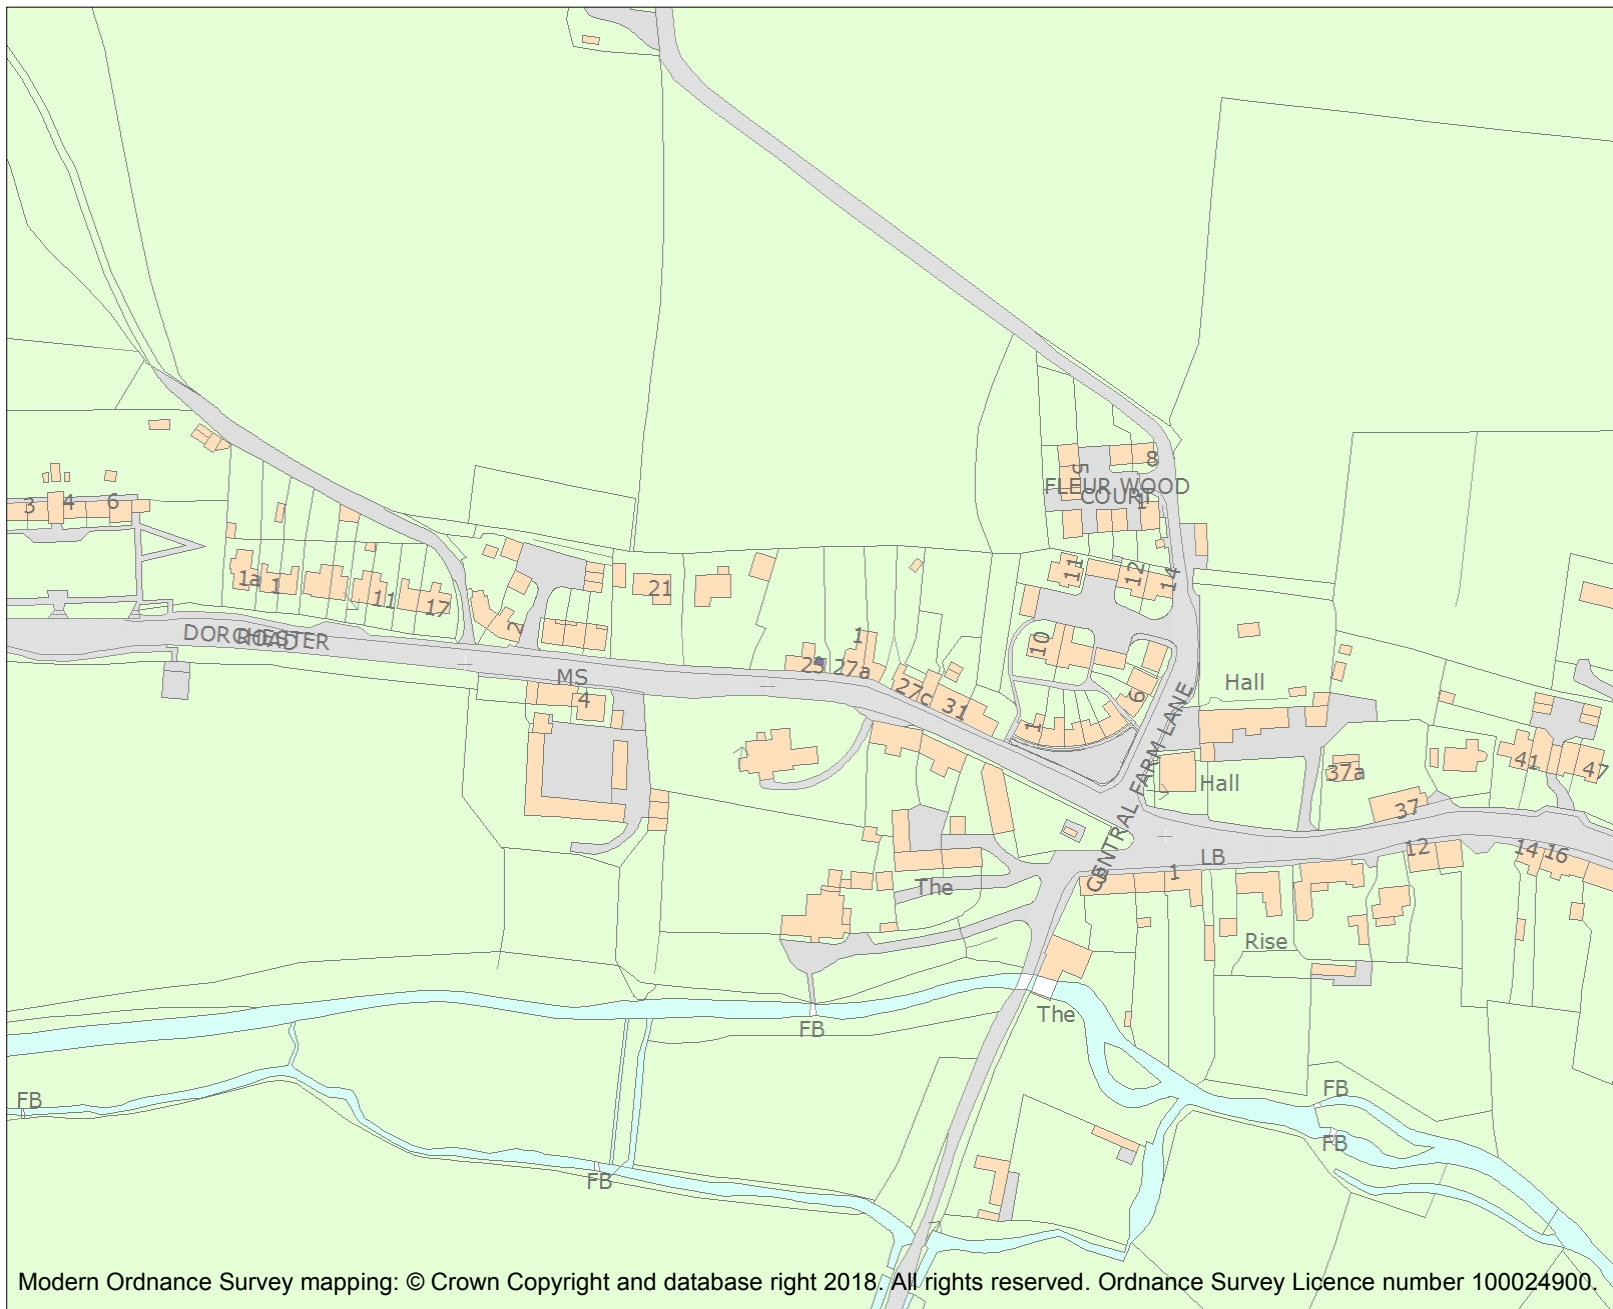 8
5
FLEUR WOOD
COURT
1
3
4
6
1a
1
11
17
2
21
11
12
14
DORCHESTER
ROAD
MS
4
1
27a
27c
31
10
6
1
Hall
CENTRAL FARM LANE
Hall
37a
41
47
37
LB
12
14
16
1
The
Rise
The
FB
FB
FB
FB
FB
Modern Ordnance Survey mapping: © Crown Copyright and database right 2018. All rights reserved. Ordnance Survey Licence number 100024900.